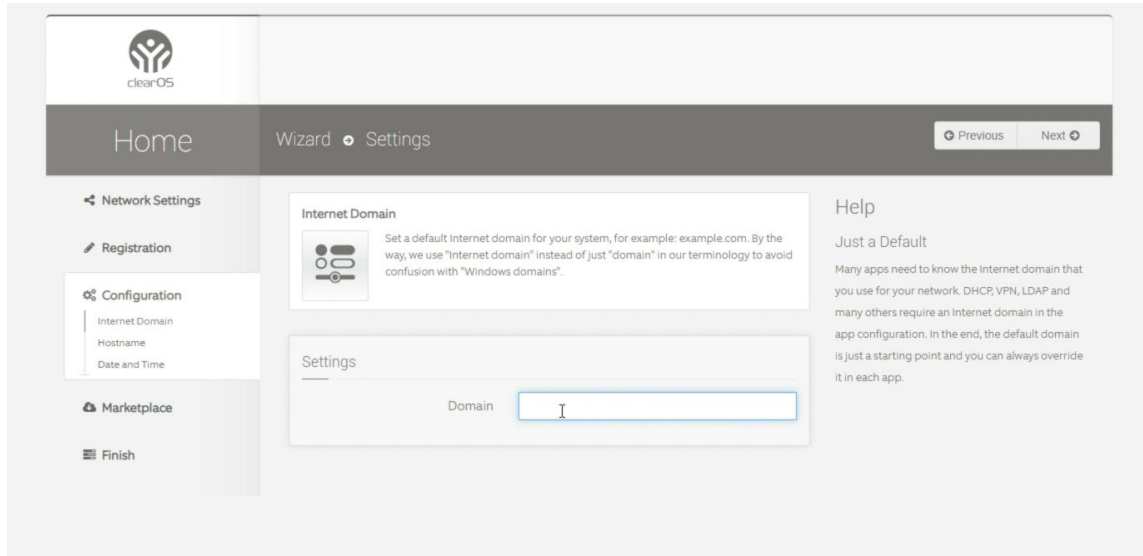 clearOS
Home
Wizard Settings
Previous
Next
Network Settings
Registration
Configuration
Internet Domain
Hostname
Date and Time
Marketplace
Finish
Internet Domain
Set a default Internet domain for your system, for example: example.com. By the
way, we use "Internet domain" instead of just "domain" in our terminology to avoid
confusion with "Windows domains".
Settings
Domain
Help
Just a Default
Many apps need to know the Internet domain that
you use for your network. DHCP, VPN, LDAP and
many others require an Internet domain in the
app configuration. In the end, the default domain
is just a starting point and you can always override
it in each app.